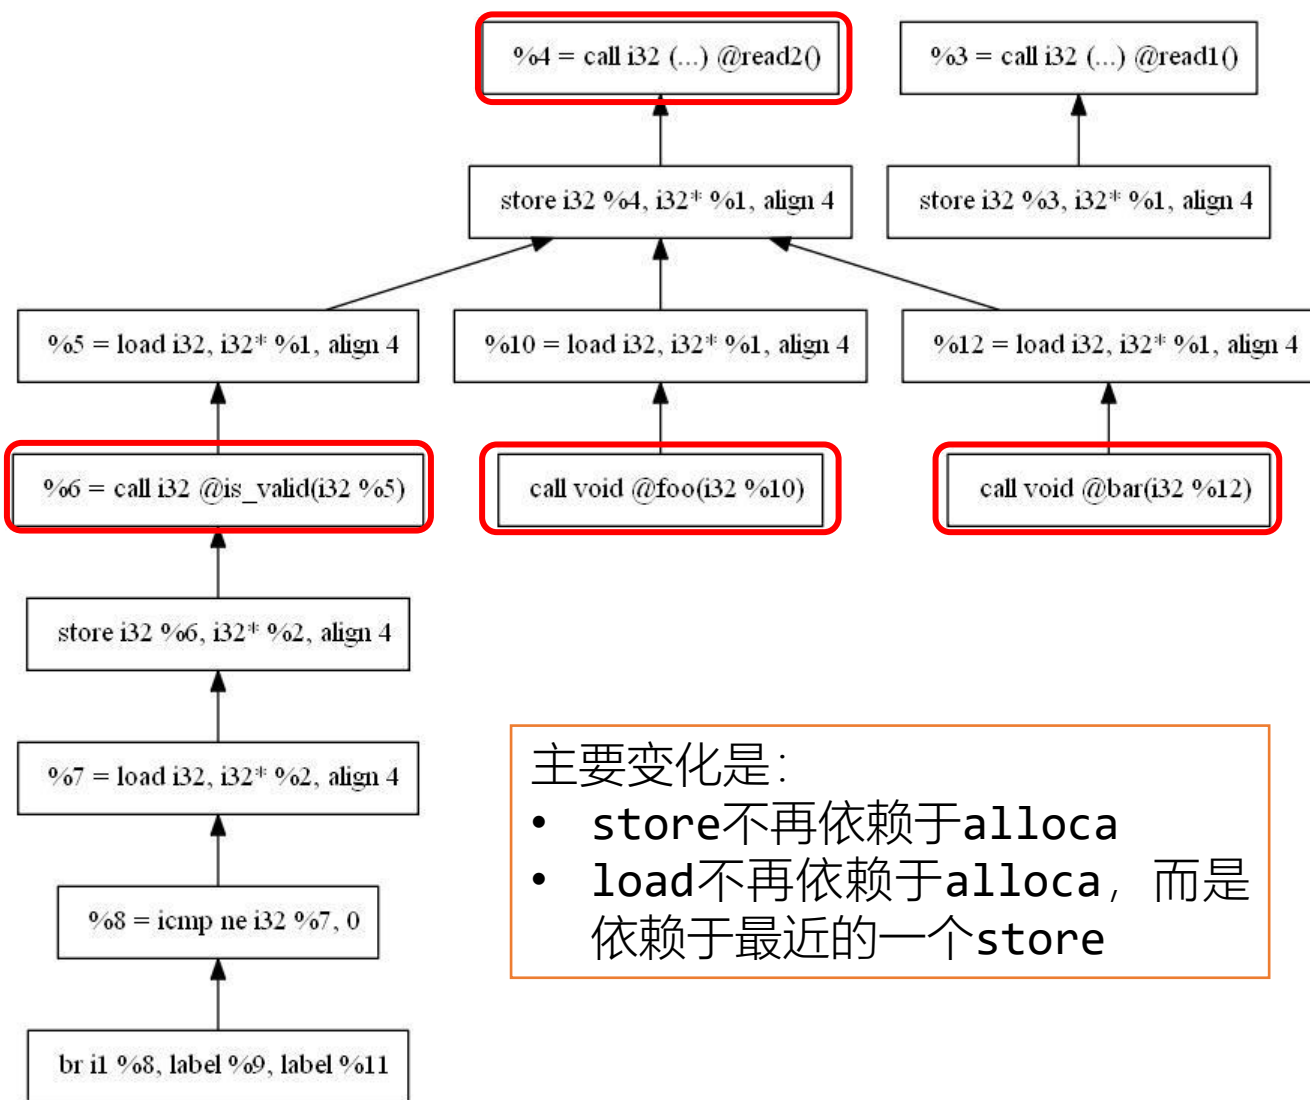 %4 = call i32 (...) @read2()
%3 = call i32 (...) @read1()
store i32 %4, i32* %1, align 4
store i32 %3, i32* %1, align 4
%5 = load i32, i32* %1, align 4
%10 = load i32, i32* %1, align 4
%12 = load i32, i32* %1, align 4
%6 = call i32 @is_valid(i32 %5)
call void @foo(i32 %10)
call void @bar(i32 %12)
store i32 %6, i32* %2, align 4
%7 = load i32, i32* %2, align 4
%8 = icmp ne i32 %7, 0
br i1 %8, label %9, label %11
主要变化是：
• store不再依赖于alloca
• load不再依赖于alloca，而是
依赖于最近的一个store